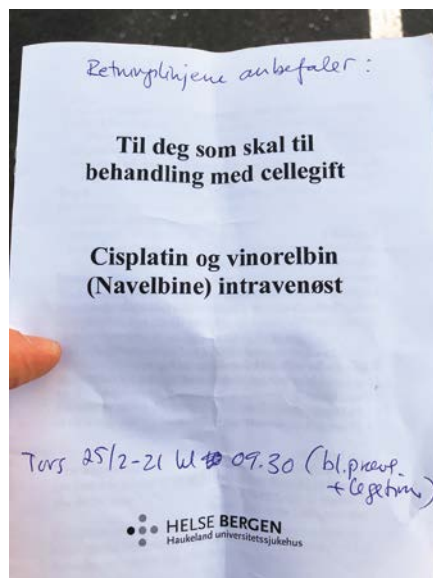 Retningslinjene anbefaler:
Til deg som skal til
behandling med cellegift
Cisplatin og vinorelbin
(Navelbine) intravenøst
Tors 25/2-21 kl 09.30 (bl.prøve
+ legetime)
HELSE BERGEN
Haukeland universitetssjukehus